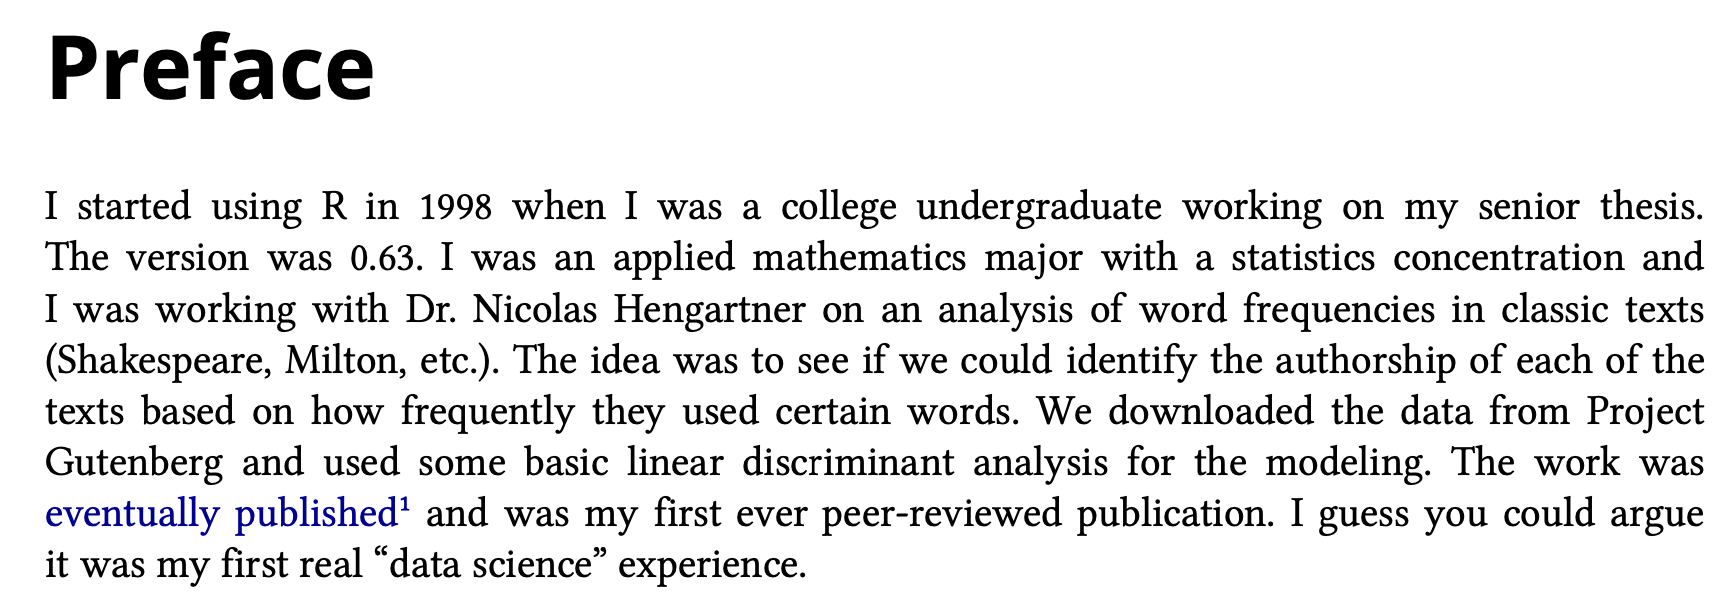 Preface
I started using R in 1998 when I was a college undergraduate working on my senior thesis.
The version was 0.63. I was an applied mathematics major with a statistics concentration and
I was working with Dr. Nicolas Hengartner on an analysis of word frequencies in classic texts
(Shakespeare, Milton, etc.). The idea was to see if we could identify the authorship of each of the
texts based on how frequently they used certain words. We downloaded the data from Project
Gutenberg and used some basic linear discriminant analysis for the modeling. The work was
eventually published¹ and was my first ever peer-reviewed publication. I guess you could argue
it was my first real “data science” experience.